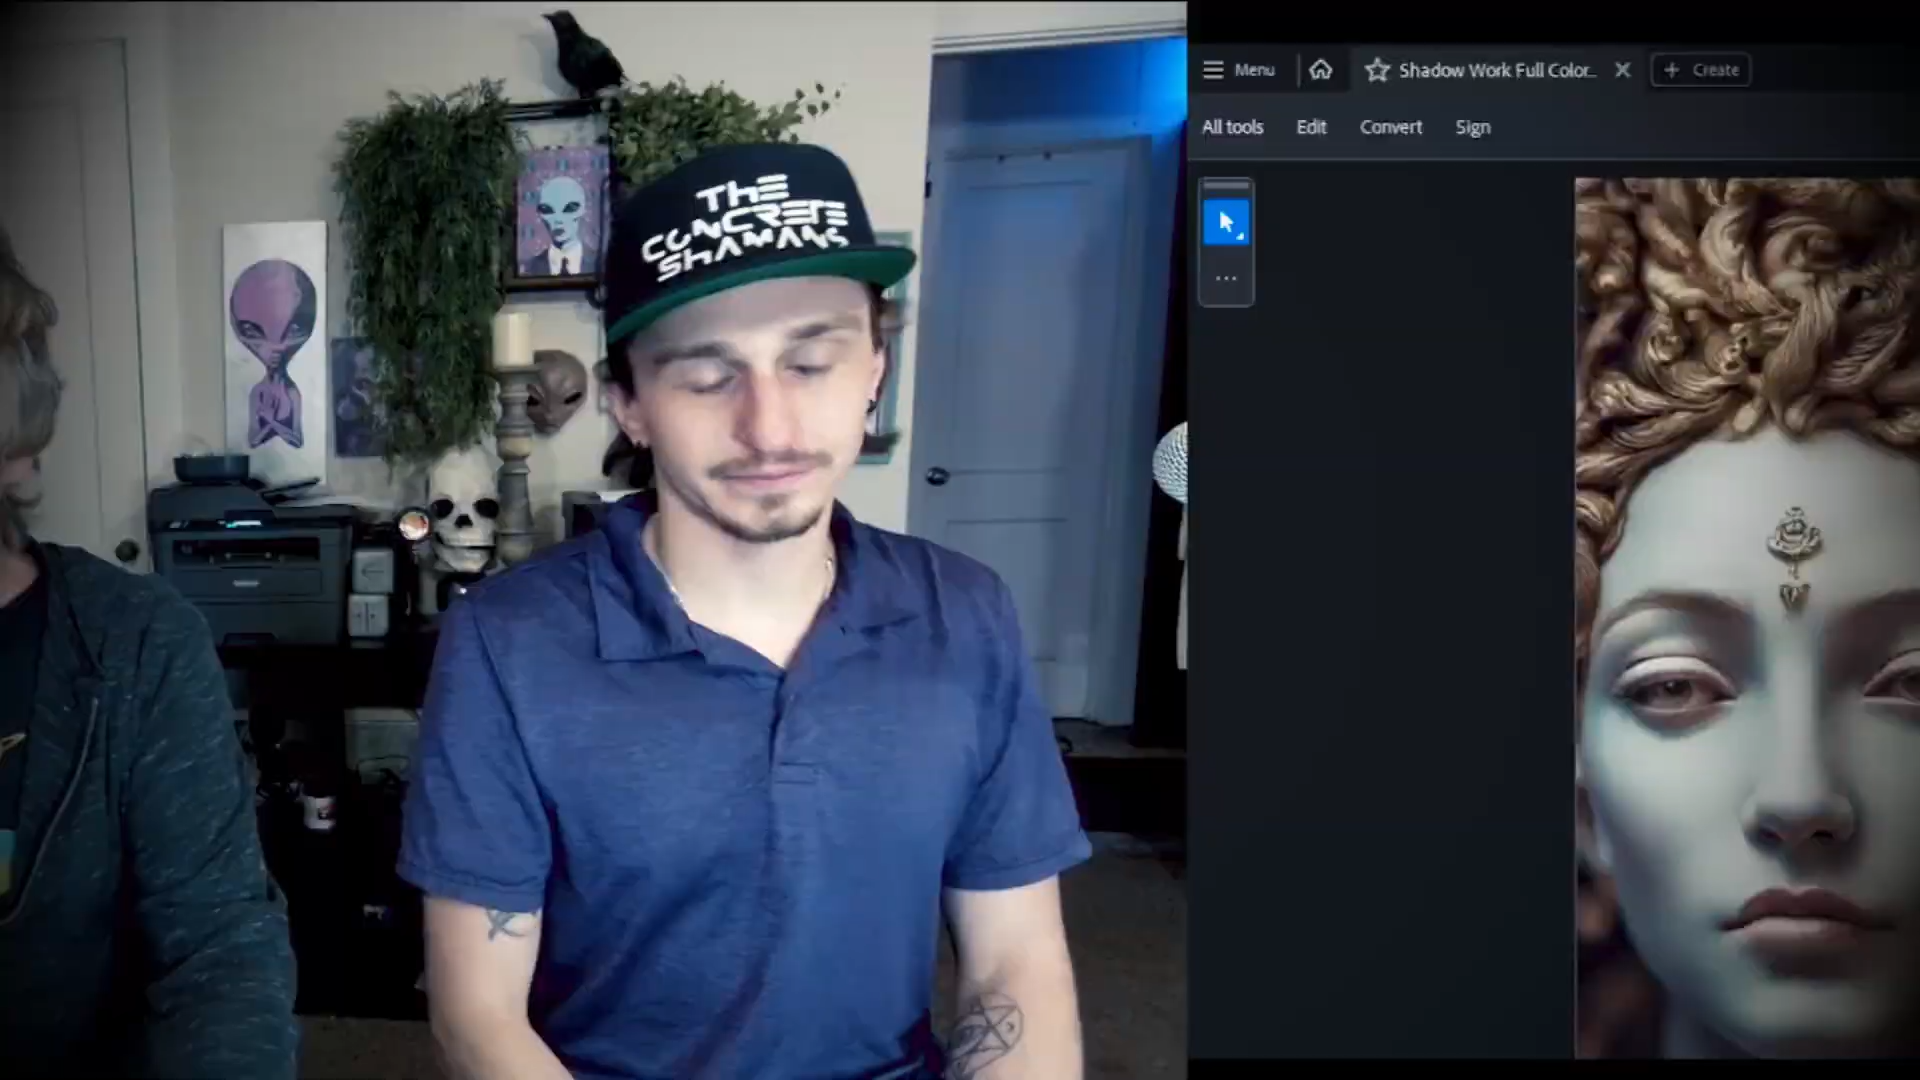 THE
CONCRETE
SHAMANS
Menu
Shadow Work Full Color...
Create
All tools
Edit
Convert
Sign